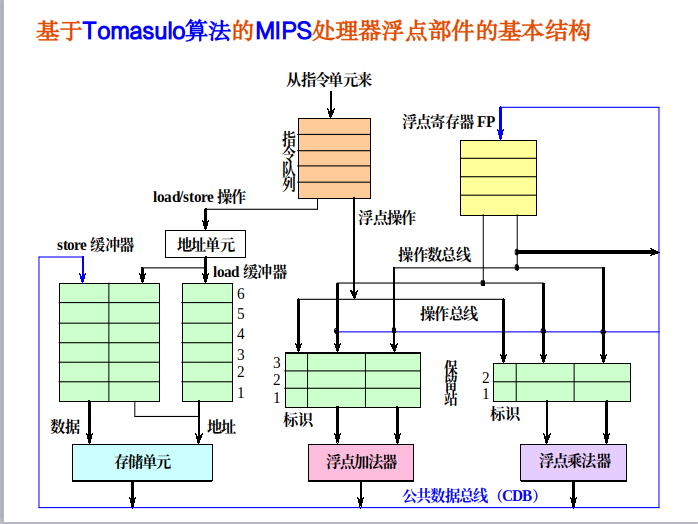 基于Tomasulo算法的MIPS处理器浮点部件的基本结构
从指令单元来
浮点寄存器 FP
指令队列
load/store 操作
浮点操作
store 缓冲器
地址单元
操作数总线
load 缓冲器
6
5
4
3
2
1
操作总线
3
2
1
保留站
2
1
标识
标识
数据
地址
存储单元
浮点加法器
浮点乘法器
公共数据总线（CDB）